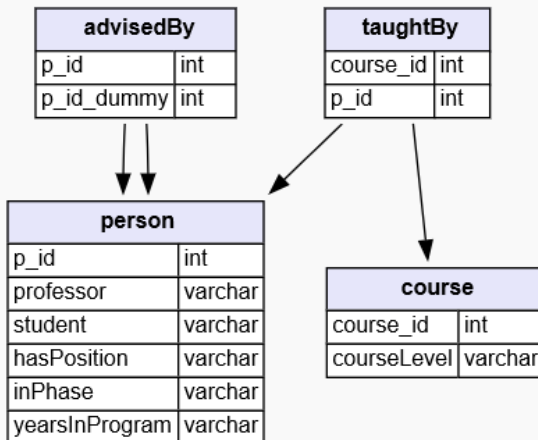 advisedBy
p_id int
p_id_dummy int
taughtBy
course_id int
p_id int
person
p_id int
professor varchar
student varchar
hasPosition varchar
inPhase varchar
yearsInProgram varchar
course
course_id int
courseLevel varchar